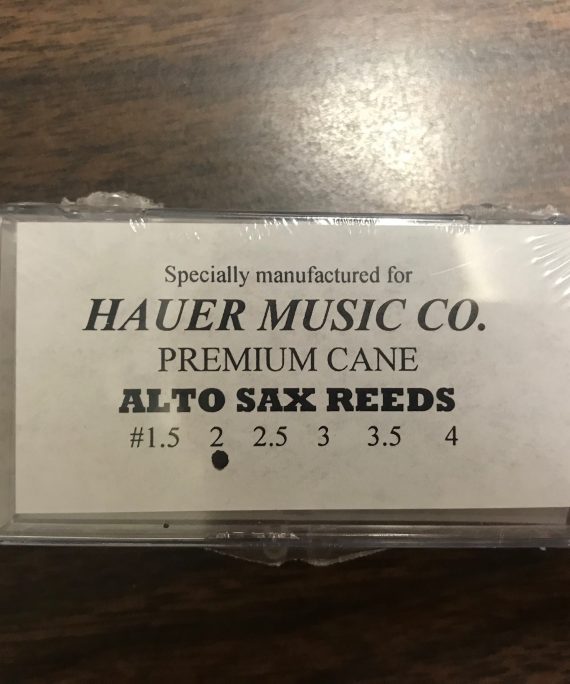 Specially manufactured for
HAUER MUSIC CO.
PREMIUM CANE
ALTO SAX REEDS
#1.5 2 2.5 3 3.5 4